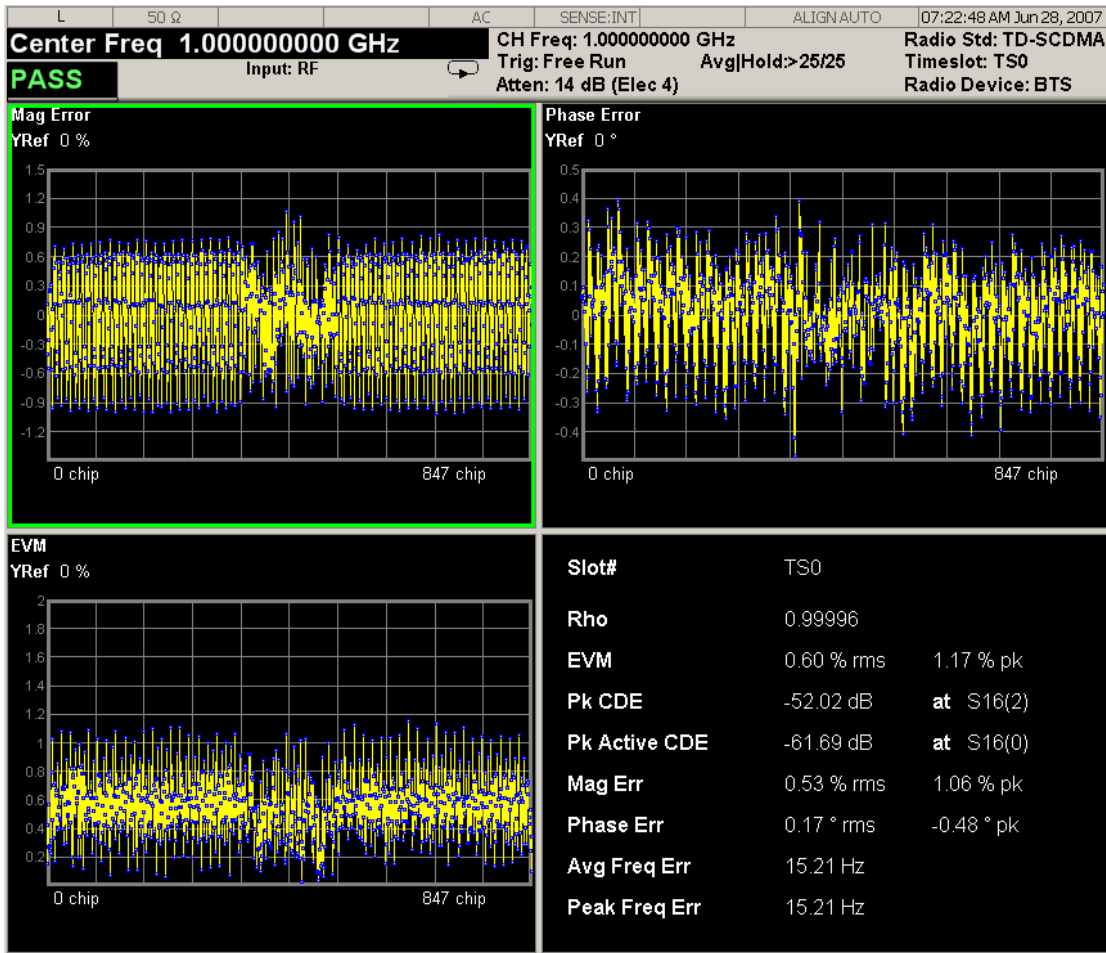 L 50 Ω AC SENSE:INT ALIGN AUTO 07:22:48 AM Jun 28, 2007
Center Freq 1.000000000 GHz
CH Freq: 1.000000000 GHz
Radio Std: TD-SCDMA
Input: RF
Trig: Free Run
Avg|Hold:>25/25
Timeslot: TS0
PASS
Atten: 14 dB (Elec 4)
Radio Device: BTS
Mag Error
YRef 0 %
1.5
1.2
0.9
0.6
0.3
0
-0.3
-0.6
-0.9
-1.2
0 chip 847 chip
Phase Error
YRef 0 °
0.5
0.4
0.3
0.2
0.1
0
-0.1
-0.2
-0.3
-0.4
0 chip 847 chip
EVM
YRef 0 %
2
1.8
1.6
1.4
1.2
1
0.8
0.6
0.4
0.2
0 chip 847 chip
Slot# TS0
Rho 0.99996
EVM 0.60 % rms 1.17 % pk
Pk CDE -52.02 dB at S16(2)
Pk Active CDE -61.69 dB at S16(0)
Mag Err 0.53 % rms 1.06 % pk
Phase Err 0.17 ° rms -0.48 ° pk
Avg Freq Err 15.21 Hz
Peak Freq Err 15.21 Hz